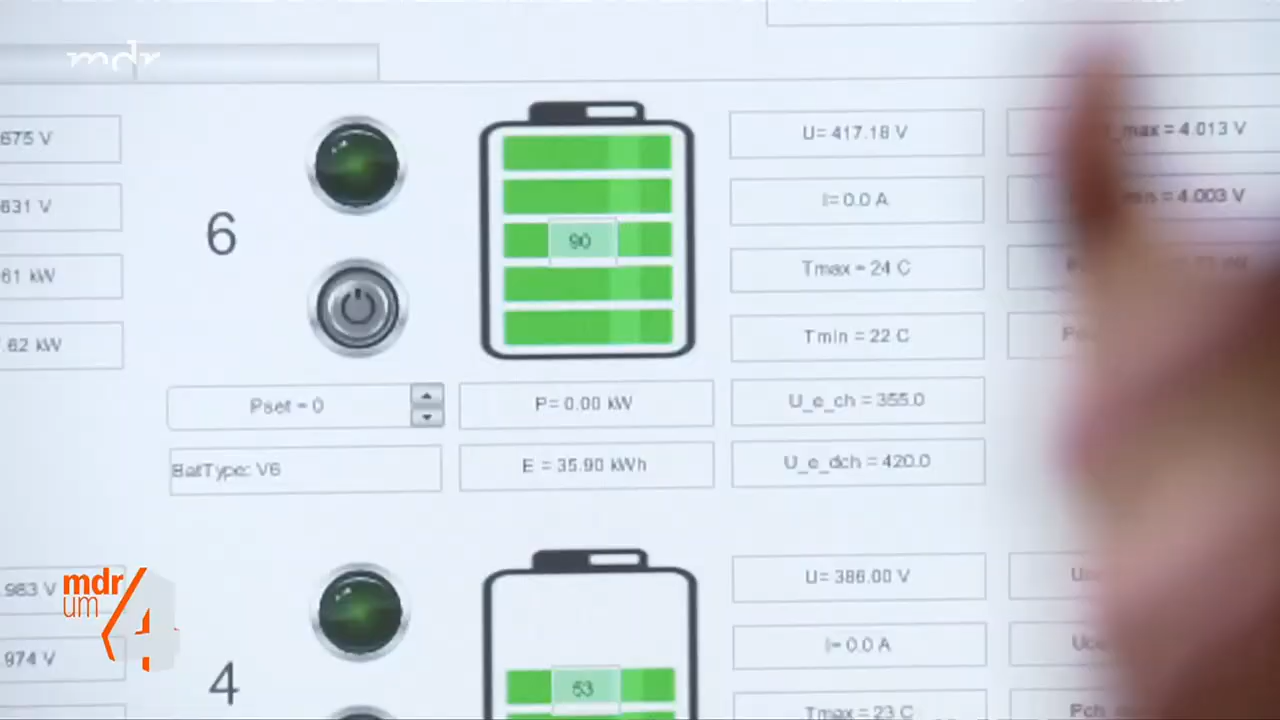 mdr
675 V
631 V
61 kW
62 kW
6
90
U= 417.18 V
I= 0.0 A
Tmax = 24 C
Tmin = 22 C
_max = 4.013 V
= 4.003 V
Pset = 0
P= 0.00 kW
U_e_ch = 355.0
BatType: V6
E = 35.90 kWh
U_e_dch = 420.0
983 V
974 V
4
53
U= 386.00 V
I= 0.0 A
Tmax = 23 C
Pch
mdr
um
4